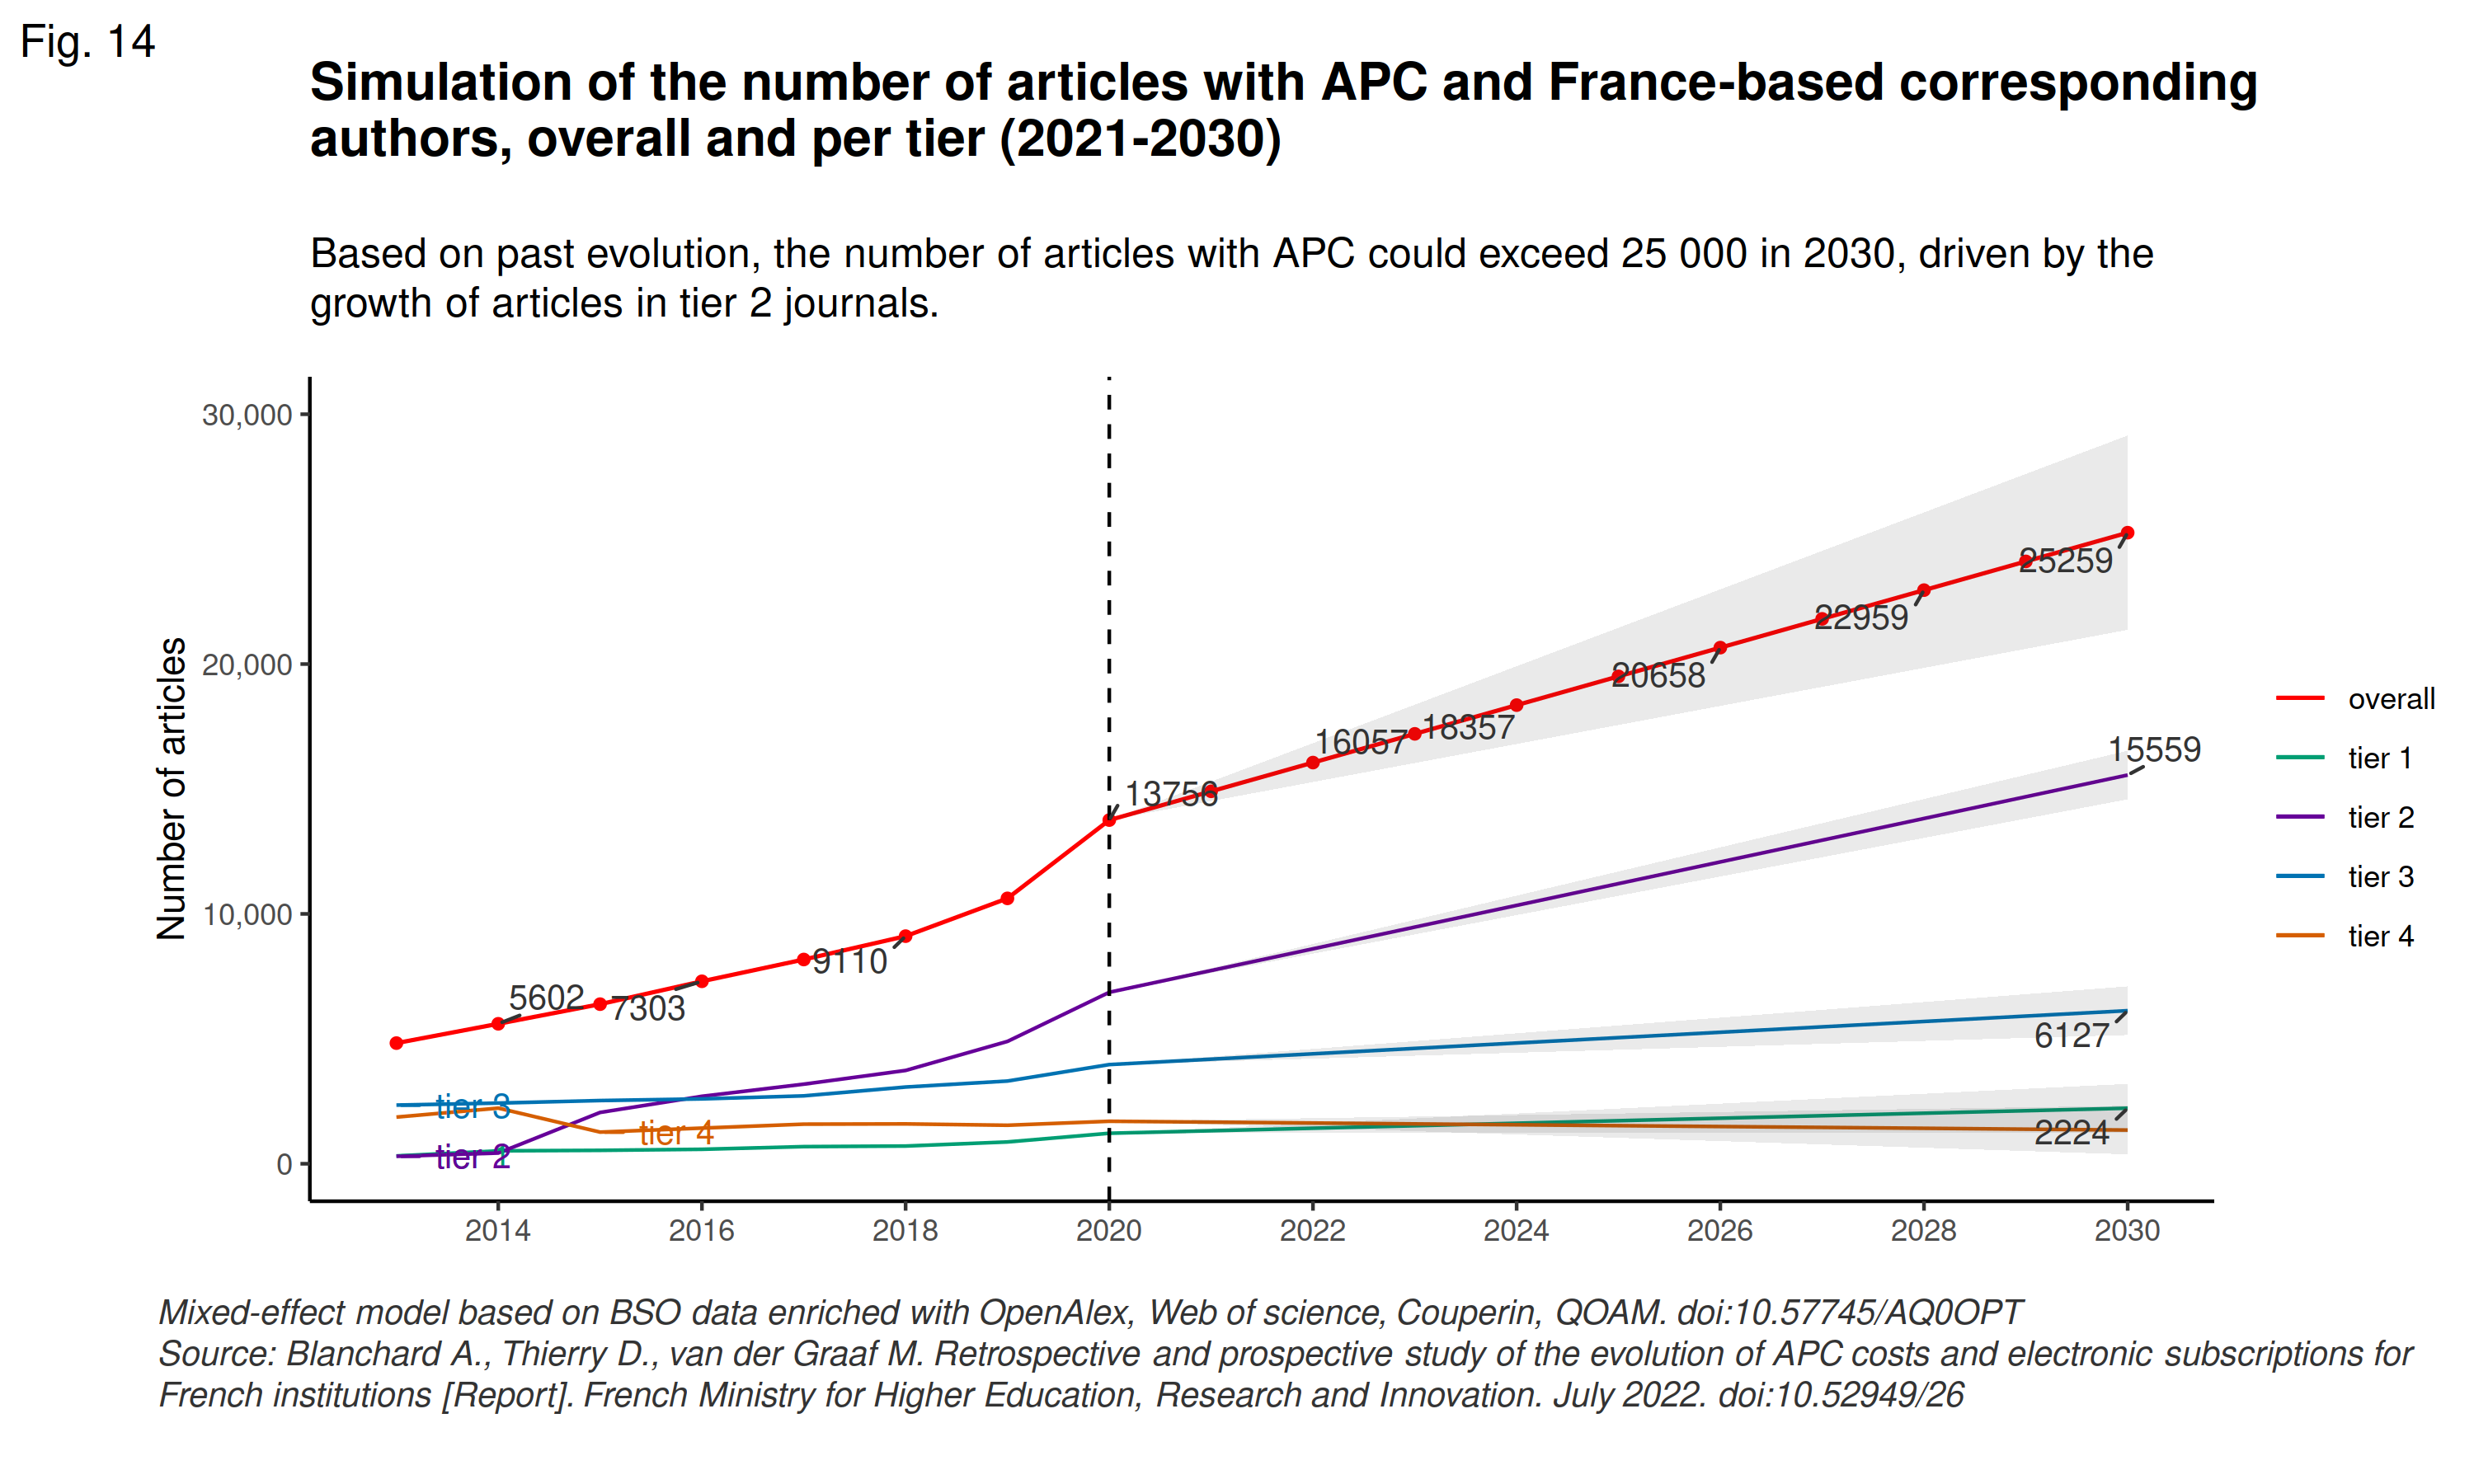 Fig. 14
Simulation of the number of articles with APC and France-based corresponding
authors, overall and per tier (2021-2030)
Based on past evolution, the number of articles with APC could exceed 25 000 in 2030, driven by the
growth of articles in tier 2 journals.
Number of articles
30,000
20,000
10,000
0
5602
7303
9110
13756
16057
18357
20658
22959
25259
15559
6127
2224
tier 3
tier 4
tier 2
2014
2016
2018
2020
2022
2024
2026
2028
2030
overall
tier 1
tier 2
tier 3
tier 4
Mixed-effect model based on BSO data enriched with OpenAlex, Web of science, Couperin, QOAM. doi:10.57745/AQ0OPT
Source: Blanchard A., Thierry D., van der Graaf M. Retrospective and prospective study of the evolution of APC costs and electronic subscriptions for
French institutions [Report]. French Ministry for Higher Education, Research and Innovation. July 2022. doi:10.52949/26